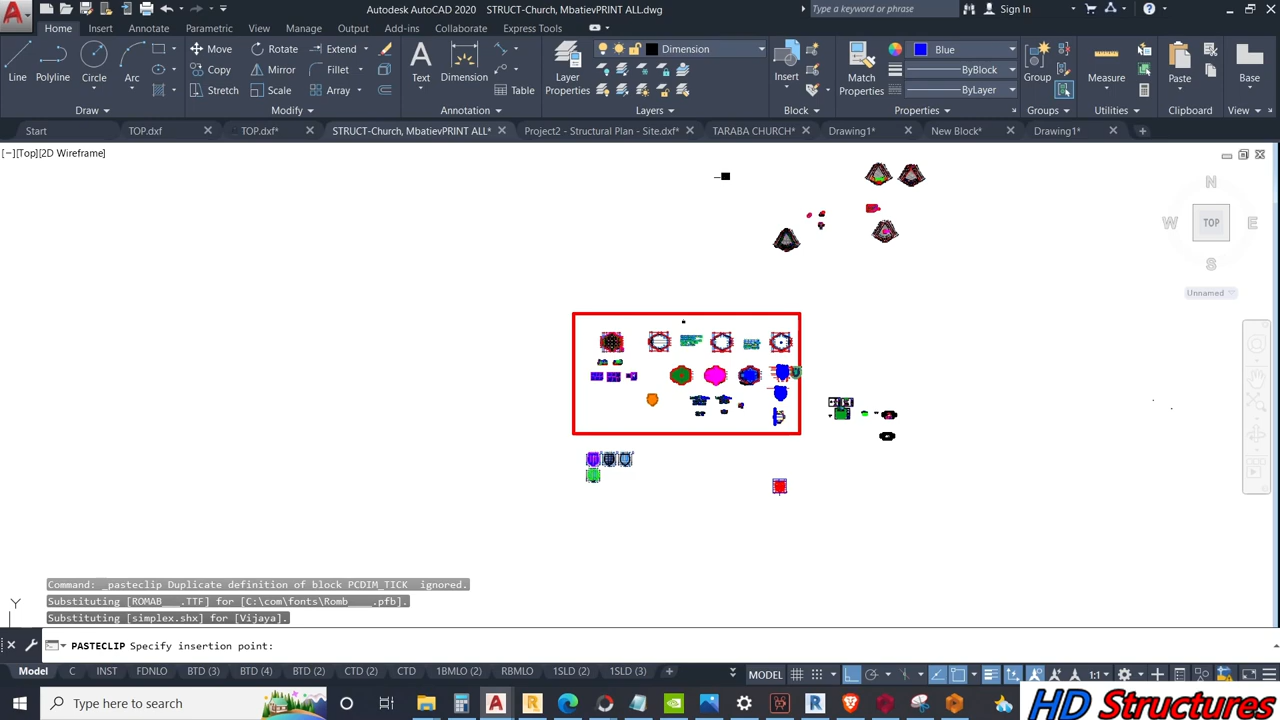 Autodesk AutoCAD 2020 STRUCT-Church, MbatievPRINT ALL.dwg
Type a keyword or phrase
Sign In
Home Insert Annotate Parametric View Manage Output Add-ins Collaborate Express Tools
Line Polyline Circle Arc
Move Rotate Extend
Copy Mirror Fillet
Stretch Scale Array
Text Dimension Table
Layer Properties
Dimension
Insert
Match Properties
Blue
ByBlock
ByLayer
Group
Measure
Paste
Base
Draw Modify Annotation Layers Block Properties Groups Utilities Clipboard View
Start TOP.dxf TOP.dxf* STRUCT-Church, MbatievPRINT ALL* Project2 - Structural Plan - Site.dxf* TARABA CHURCH* Drawing1* New Block* Drawing1*
[−][Top][2D Wireframe]
N
W TOP E
S
Unnamed
Command: _pasteclip Duplicate definition of block PCDIM_TICK ignored.
Substituting [ROMAB___.TTF] for [C:\com\fonts\Romb____.pfb].
Substituting [simplex.shx] for [Vijaya].
Y
PASTECLIP Specify insertion point:
Model C INST FDNLO BTD (3) BTD (4) BTD (2) CTD (2) CTD 1BMLO (2) RBMLO 1SLD (2) 1SLD (3) +
MODEL 1:1
Type here to search
HD Structures